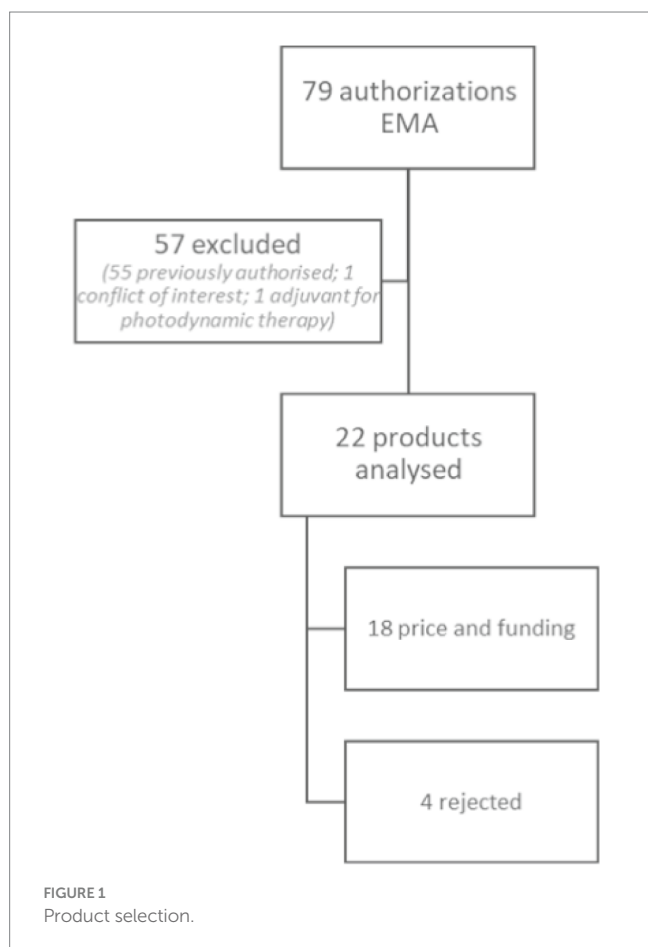 79 authorizations
EMA
57 excluded
(55 previously authorised; 1
conflict of interest; 1 adjuvant for
photodynamic therapy)
22 products
analysed
18 price and funding
4 rejected
FIGURE 1
Product selection.